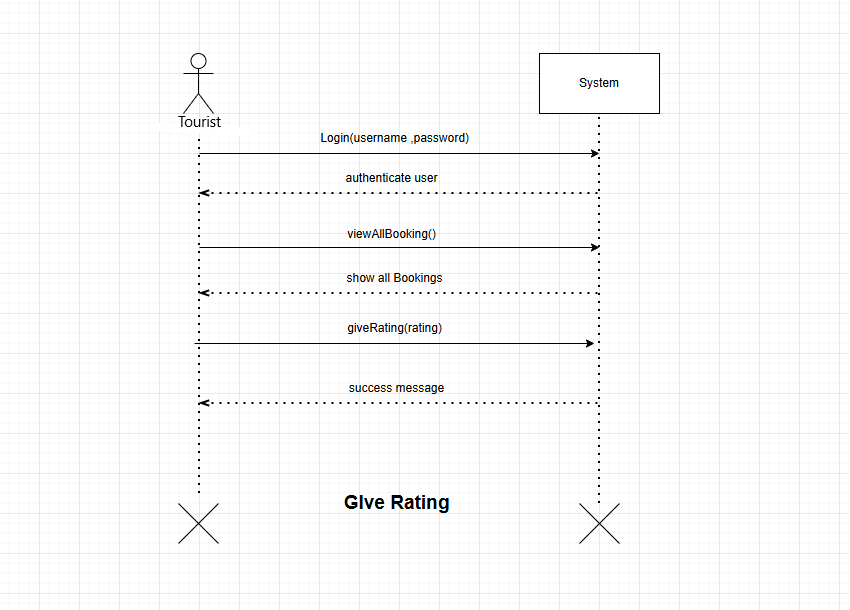 System
Tourist
Login(username ,password)
authenticate user
viewAllBooking()
show all Bookings
giveRating(rating)
success message
GIve Rating